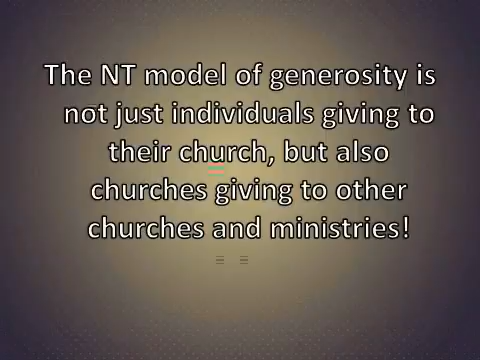 The NT model of generosity is
not just individuals giving to
their church, but also
churches giving to other
churches and ministries!